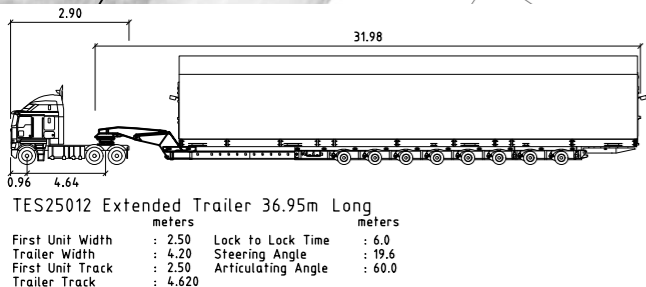 2.90
31.98
0.96 4.64
TES25012 Extended Trailer 36.95m Long
meters meters
First Unit Width : 2.50 Lock to Lock Time : 6.0
Trailer Width : 4.20 Steering Angle : 19.6
First Unit Track : 2.50 Articulating Angle : 60.0
Trailer Track : 4.620